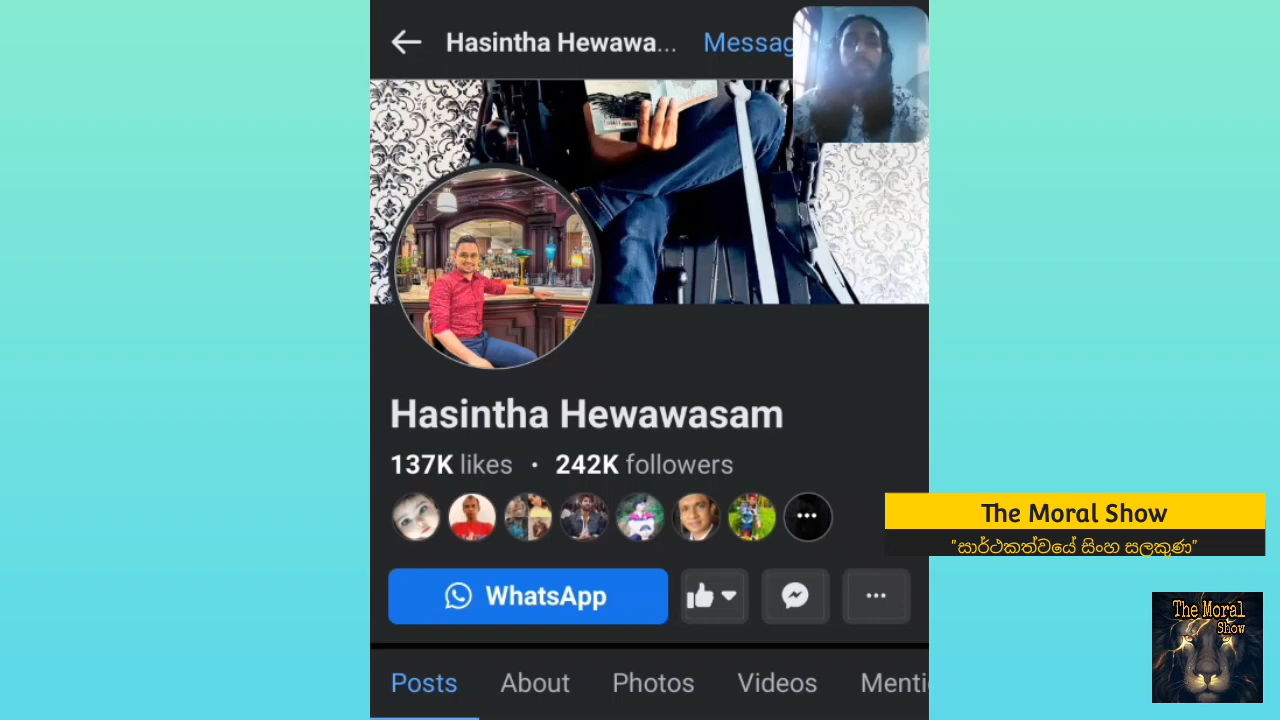 Hasintha Hewawa...
Messag
Hasintha Hewawasam
137K likes · 242K followers
WhatsApp
The Moral Show
"සාර්ථකත්වයේ සිංහ සලකුණ"
The Moral
Show
Posts About Photos Videos Menti